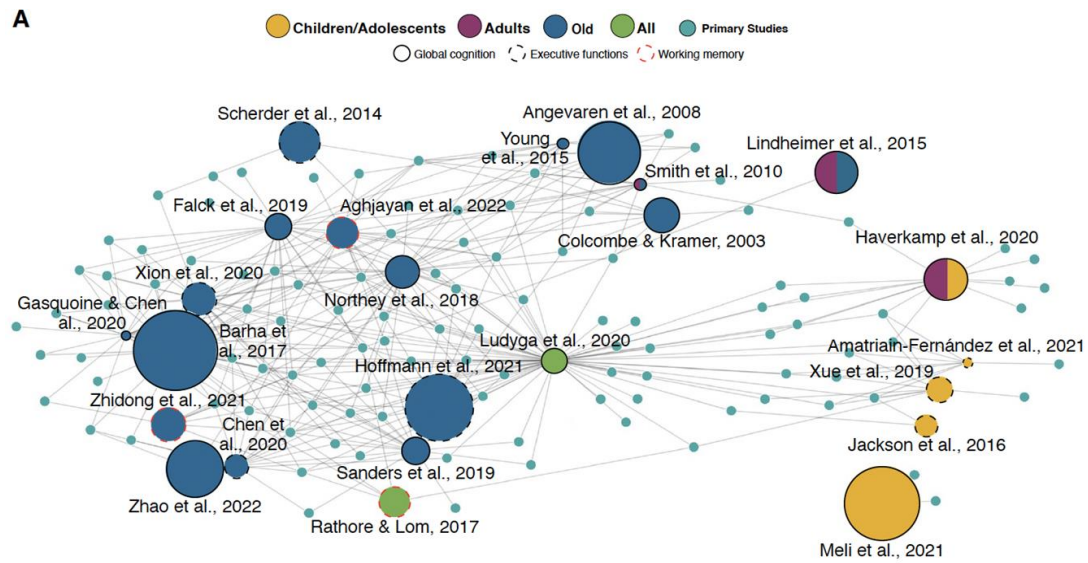 A
Children/Adolescents Adults Old All Primary Studies
Global cognition Executive functions Working memory
Scherder et al., 2014
Angevaren et al., 2008
Young
et al., 2015
Lindheimer et al., 2015
Smith et al., 2010
Falck et al., 2019
Aghjayan et al., 2022
Colcombe & Kramer, 2003
Haverkamp et al., 2020
Xion et al., 2020
Northey et al., 2018
Gasquoine & Chen
al., 2020
Barha et
al., 2017
Ludyga et al., 2020
Hoffmann et al., 2021
Amatriain-Fernández et al., 2021
Xue et al., 2019
Zhidong et al., 2021
Chen et
al., 2020
Jackson et al., 2016
Sanders et al., 2019
Zhao et al., 2022
Rathore & Lom, 2017
Meli et al., 2021